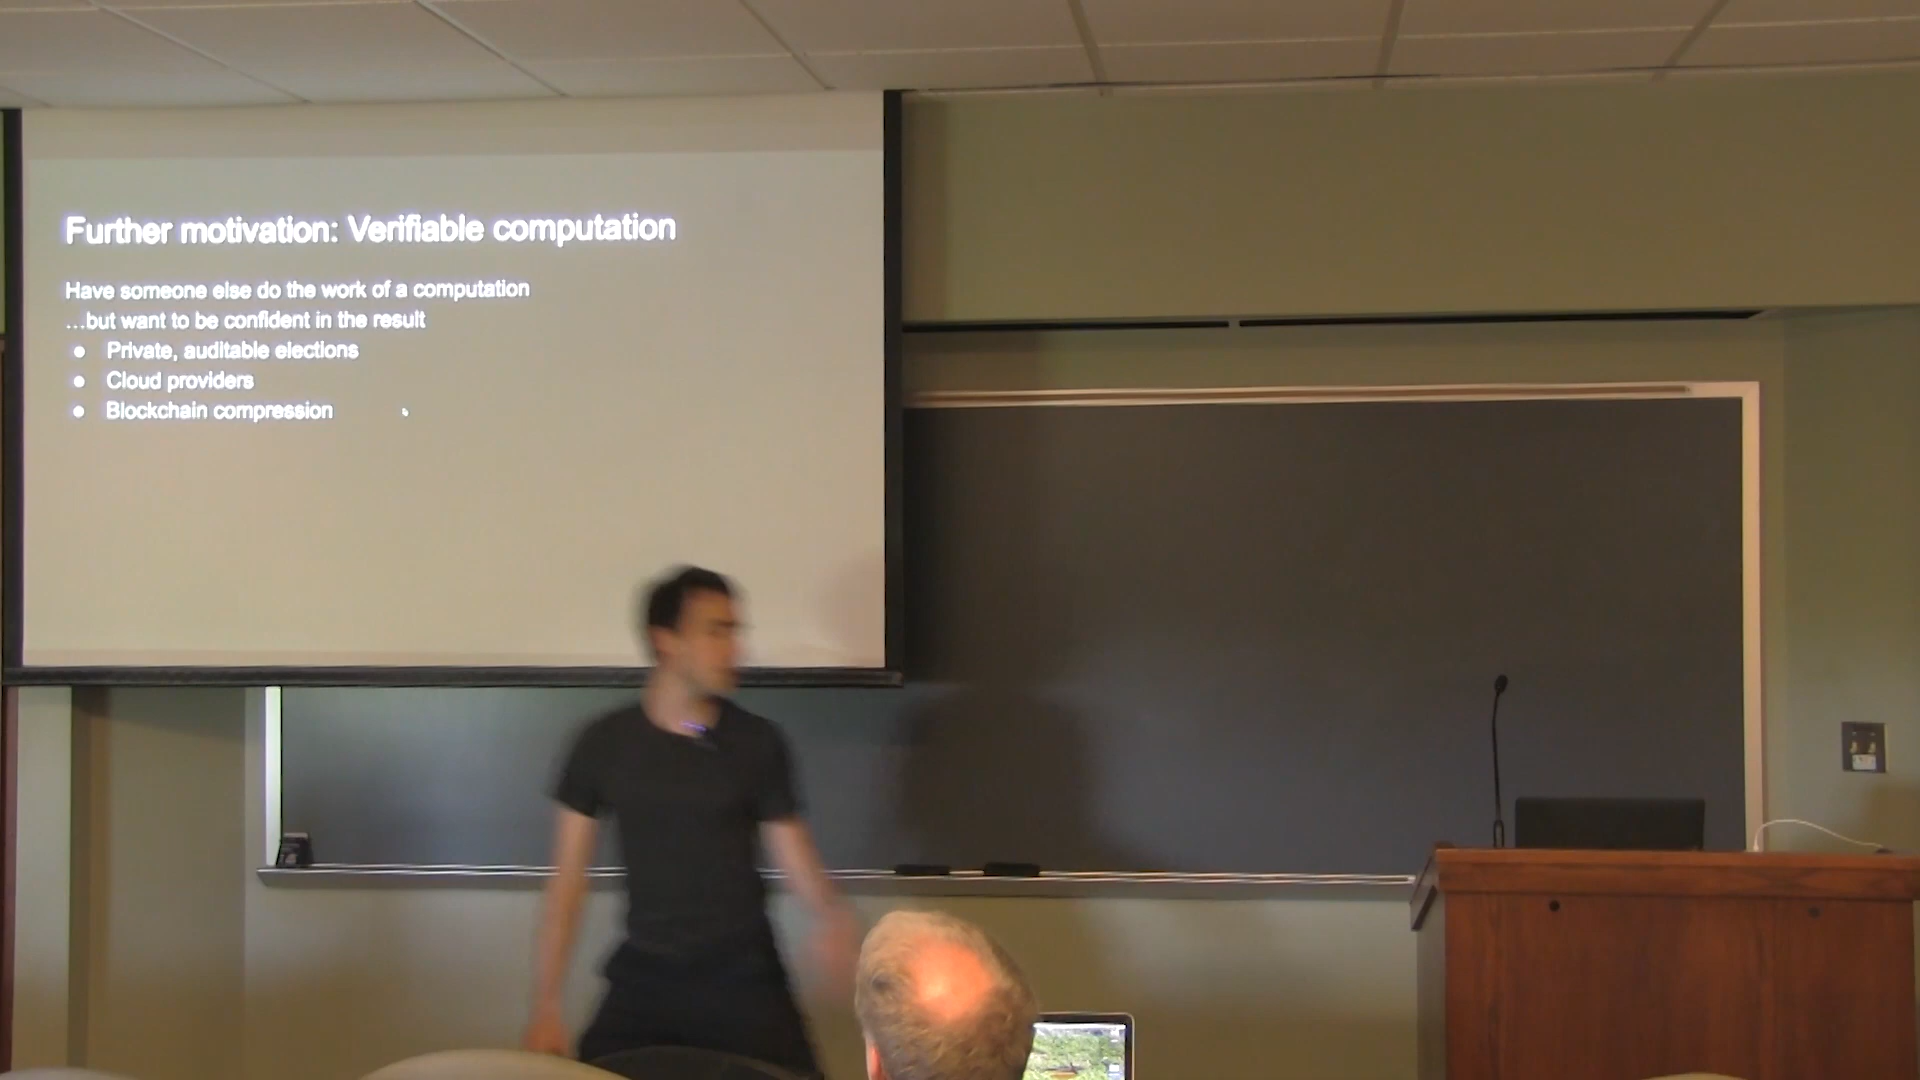 Further motivation: Verifiable computation
Have someone else do the work of a computation
...but want to be confident in the result
● Private, auditable elections
● Cloud providers
● Blockchain compression